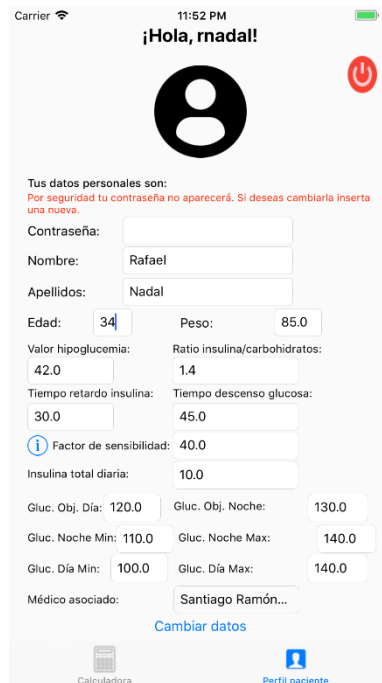 Carrier 11:52 PM
¡Hola, rnadal!
Tus datos personales son:
Por seguridad tu contraseña no aparecerá. Si deseas cambiarla inserta
una nueva.
Contraseña:
Nombre: Rafael
Apellidos: Nadal
Edad: 34 Peso: 85.0
Valor hipoglucemia: Ratio insulina/carbohidratos:
42.0 1.4
Tiempo retardo insulina: Tiempo descenso glucosa:
30.0 45.0
i Factor de sensibilidad: 40.0
Insulina total diaria: 10.0
Gluc. Obj. Día: 120.0 Gluc. Obj. Noche: 130.0
Gluc. Noche Min: 110.0 Gluc. Noche Max: 140.0
Gluc. Día Min: 100.0 Gluc. Día Max: 140.0
Médico asociado: Santiago Ramón...
Cambiar datos
Calculadora Perfil paciente